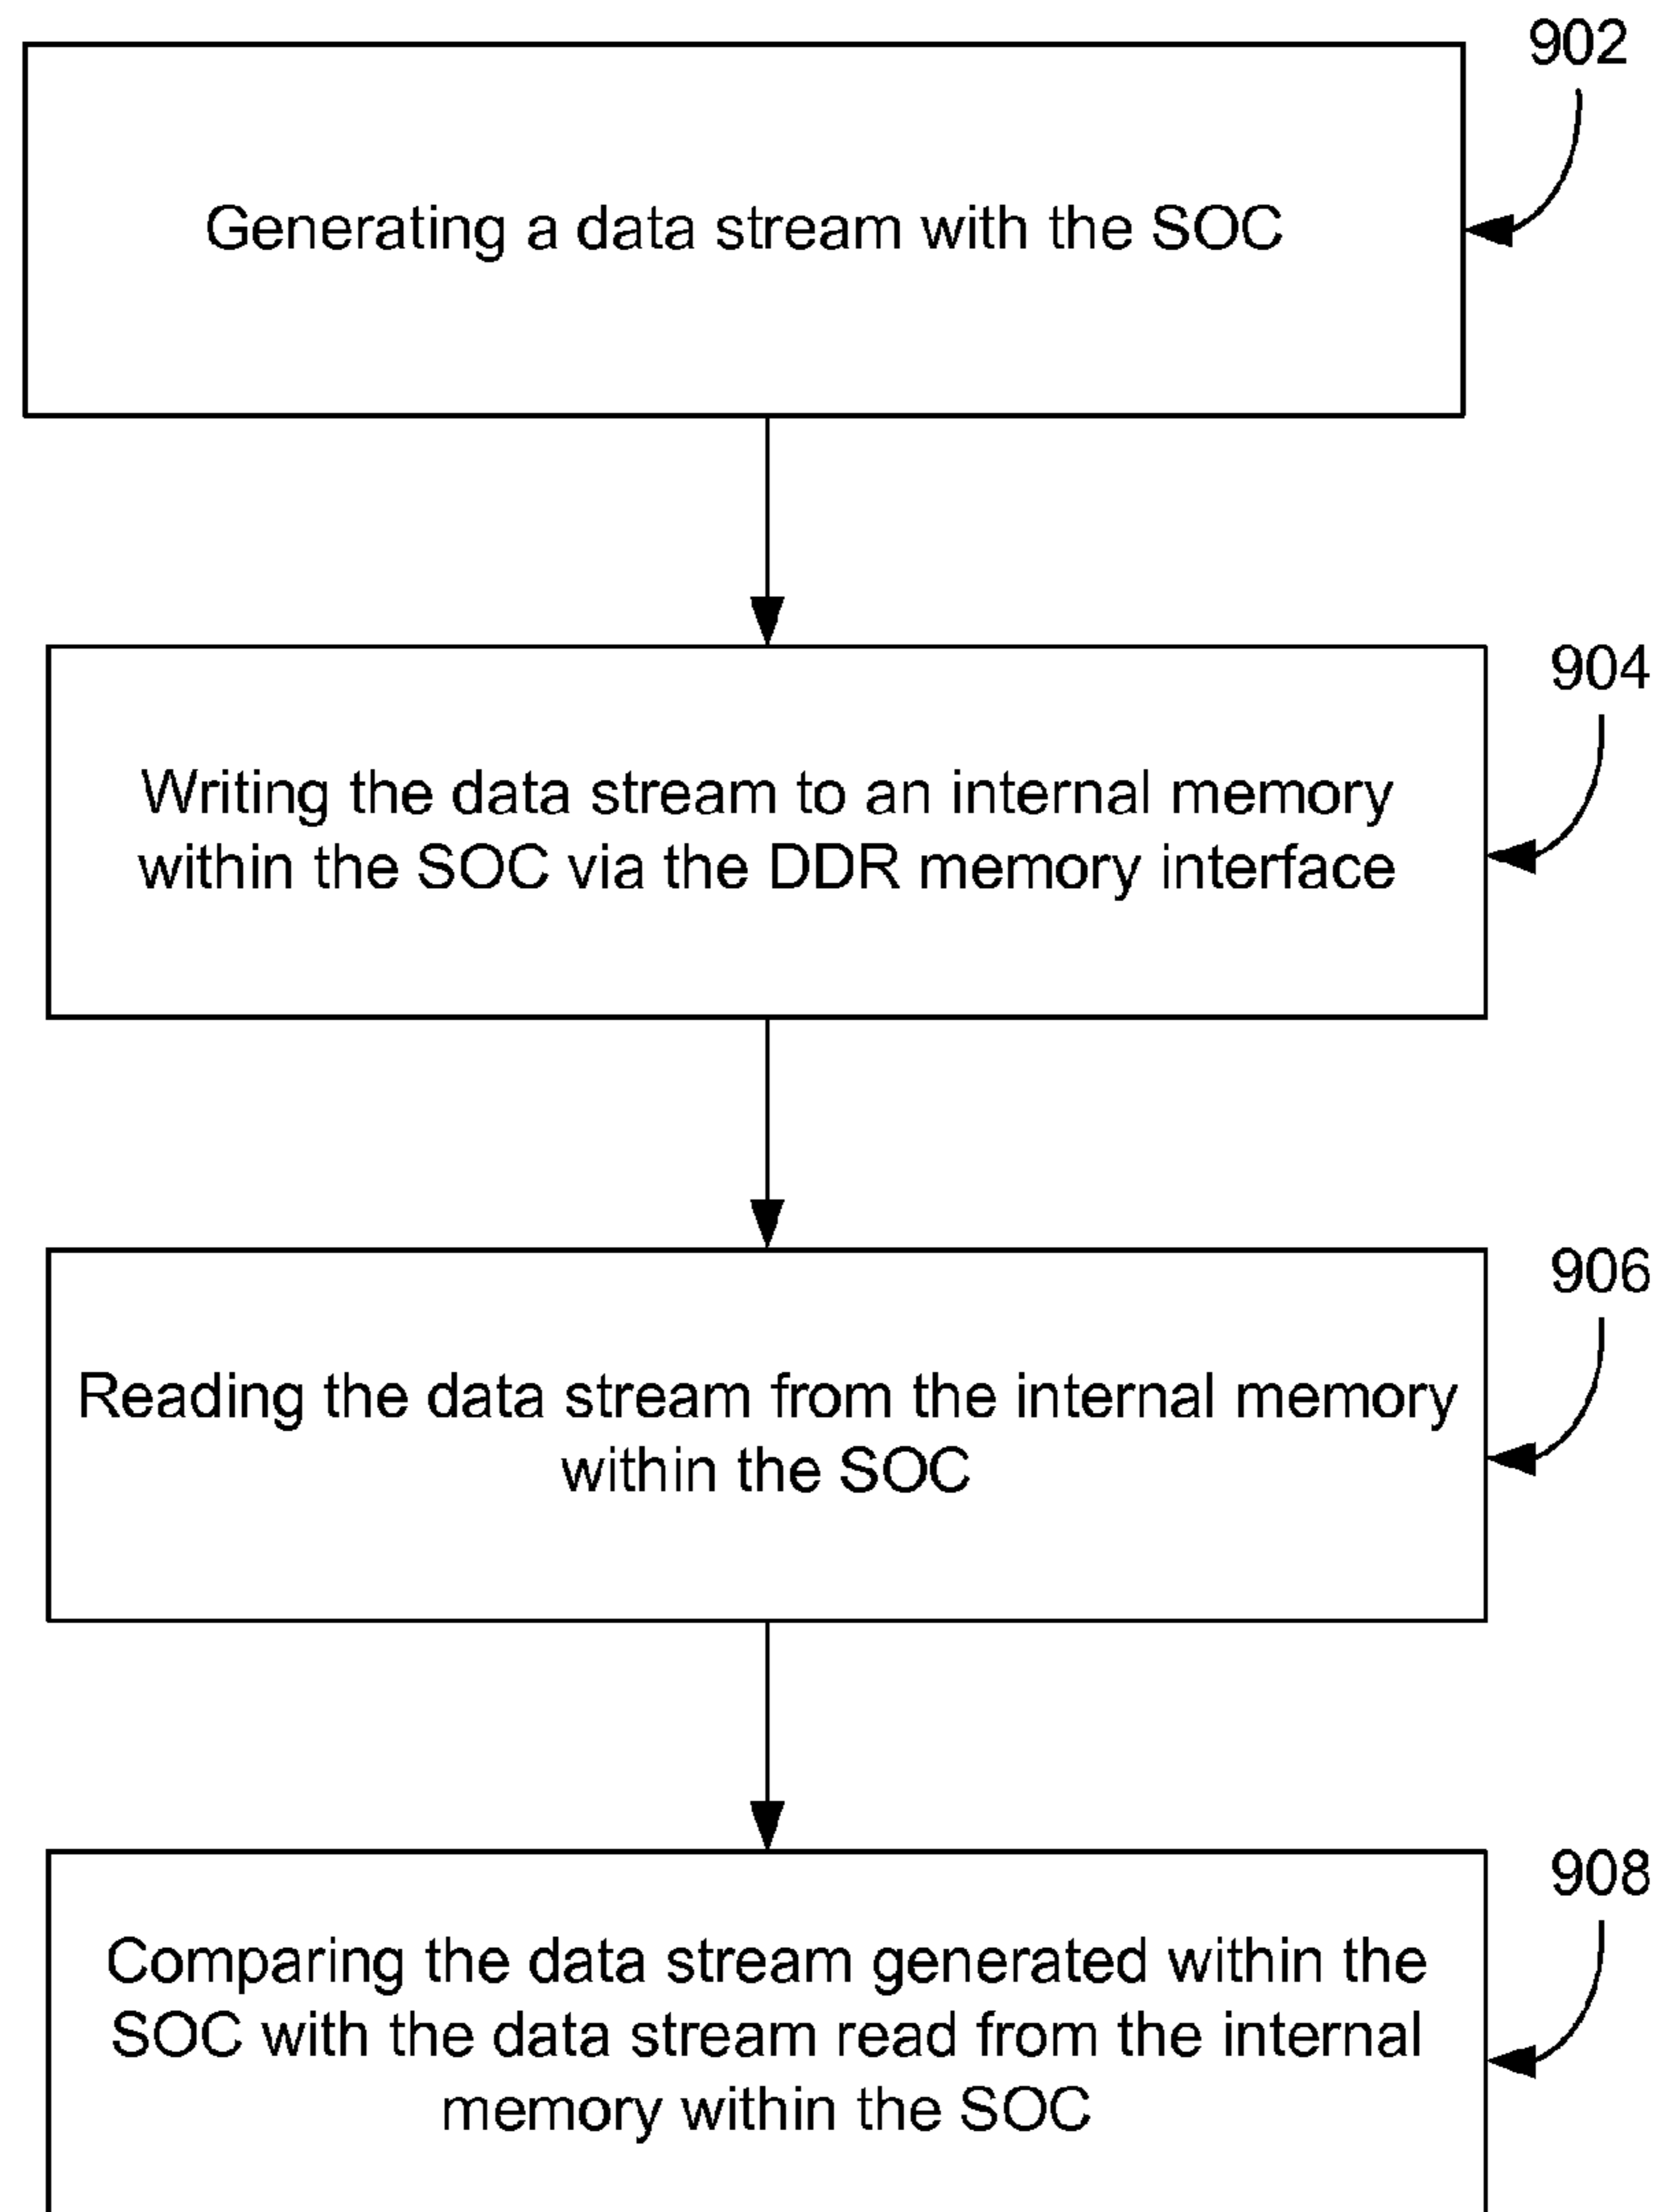 902
Generating a data stream with the SOC
904
Writing the data stream to an internal memory
within the SOC via the DDR memory interface
906
Reading the data stream from the internal memory
within the SOC
908
Comparing the data stream generated within the
SOC with the data stream read from the internal
memory within the SOC